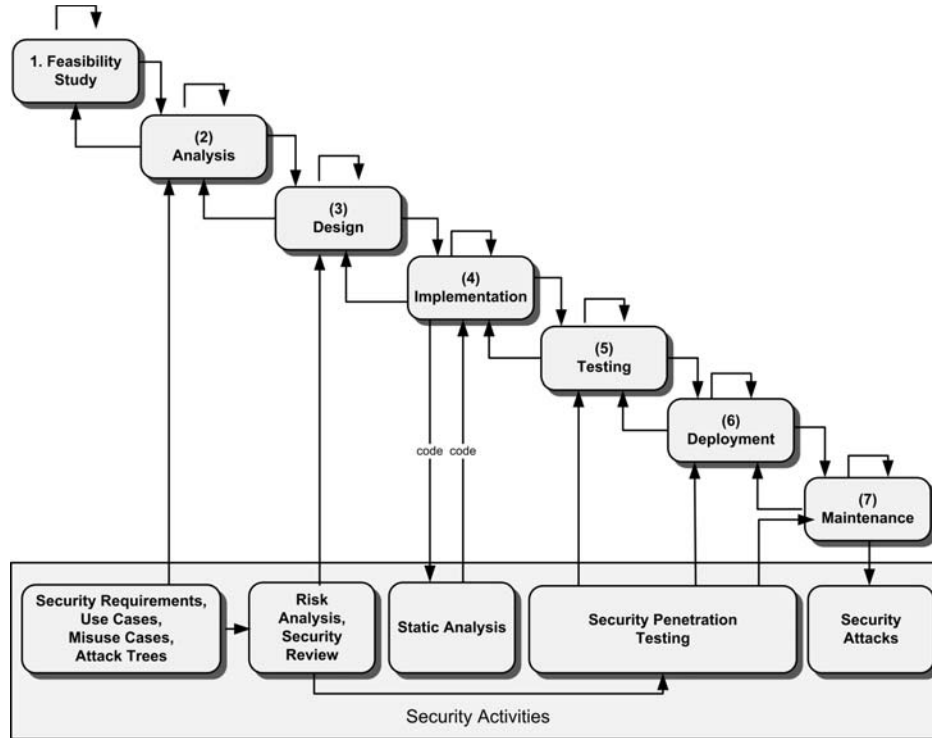 1. Feasibility
Study
(2)
Analysis
(3)
Design
(4)
Implementation
(5)
Testing
(6)
Deployment
(7)
Maintenance
code
code
Security Requirements,
Use Cases,
Misuse Cases,
Attack Trees
Risk
Analysis,
Security
Review
Static Analysis
Security Penetration
Testing
Security
Attacks
Security Activities